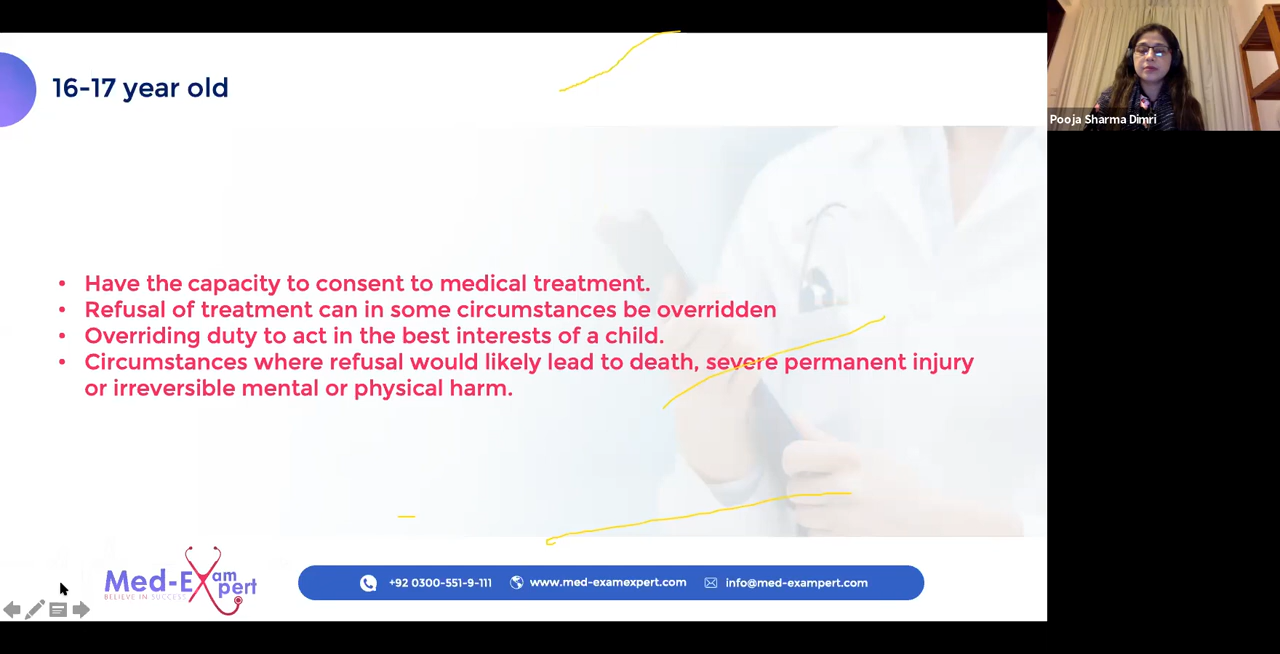 16-17 year old
Pooja Sharma Dimri
• Have the capacity to consent to medical treatment.
• Refusal of treatment can in some circumstances be overridden
• Overriding duty to act in the best interests of a child.
• Circumstances where refusal would likely lead to death, severe permanent injury
or irreversible mental or physical harm.
Med-Exam
Expert
BELIEVE IN SUCCESS
+92 0300-551-9-111 www.med-examexpert.com info@med-exampert.com